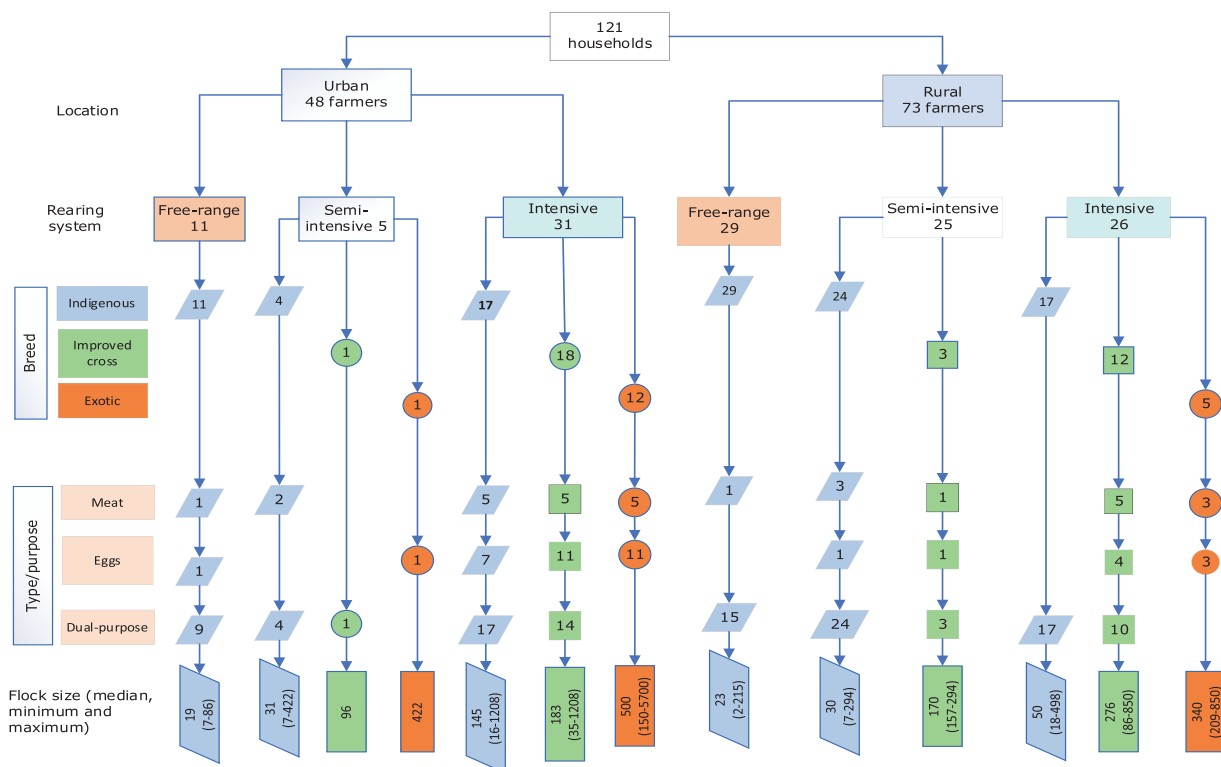 121
households
Urban
48 farmers
Rural
73 farmers
Location
Rearing
system
Free-range
11
Semi-
intensive 5
Intensive
31
Free-range
29
Semi-intensive
25
Intensive
26
Breed
Indigenous
11
4
17
29
24
17
Improved
cross
1
18
3
12
Exotic
1
12
5
Type/purpose
Meat
1
2
5
5
5
1
3
1
5
3
Eggs
1
1
7
11
11
1
1
4
3
Dual-purpose
9
4
1
17
14
15
24
3
17
10
Flock size (median,
minimum and
maximum)
19
(7-86)
31
(7-422)
96
422
145
(16-1208)
183
(35-1208)
500
(150-5700)
23
(2-215)
30
(7-294)
170
(157-294)
50
(18-498)
276
(86-850)
340
(209-850)